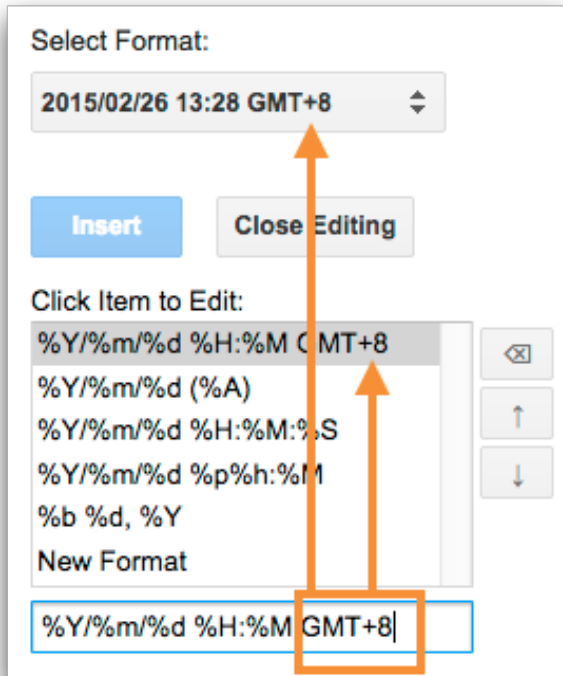 Select Format:
2015/02/26 13:28 GMT+8
Insert
Close Editing
Click Item to Edit:
%Y/%m/%d %H:%M GMT+8
%Y/%m/%d (%A)
%Y/%m/%d %H:%M:%S
%Y/%m/%d %p%h:%M
%b %d, %Y
New Format
%Y/%m/%d %H:%M GMT+8